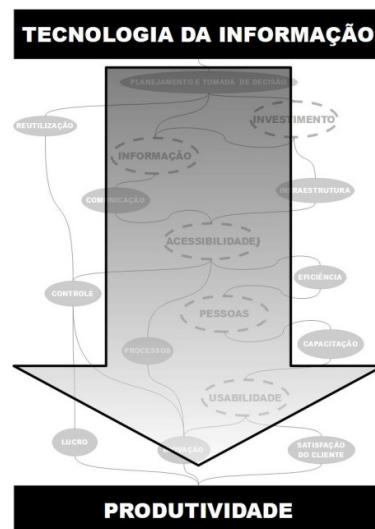 TECNOLOGIA DA INFORMAÇÃO
PLANEJAMENTO E TOMADA DE DECISÃO
INVESTIMENTO
REUTILIZAÇÃO
INFORMAÇÃO
INFRAESTRUTURA
COMUNICAÇÃO
ACESSIBILIDADE)
EFICIÊNCIA
CONTROLE
PESSOAS
CAPACITAÇÃO
PROCESSOS
USABILIDADE
LUCRO
SATISFAÇÃO
DO CLIENTE
PRODUTIVIDADE